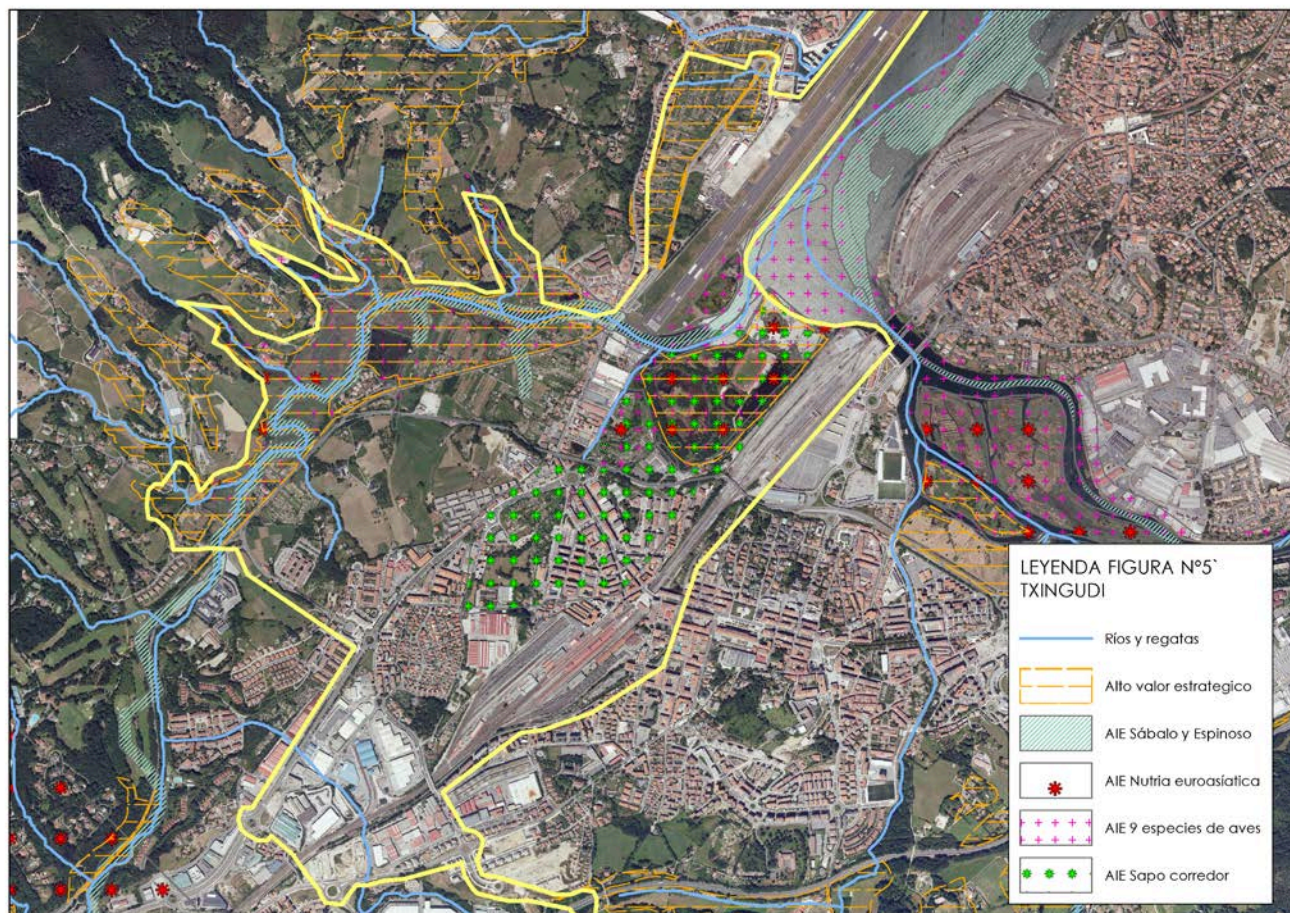 LEYENDA FIGURA Nº5`
TXINGUDI
Ríos y regatas
Alto valor estrategico
AIE Sábalo y Espinoso
AIE Nutria euroasíatica
AIE 9 especies de aves
AIE Sapo corredor